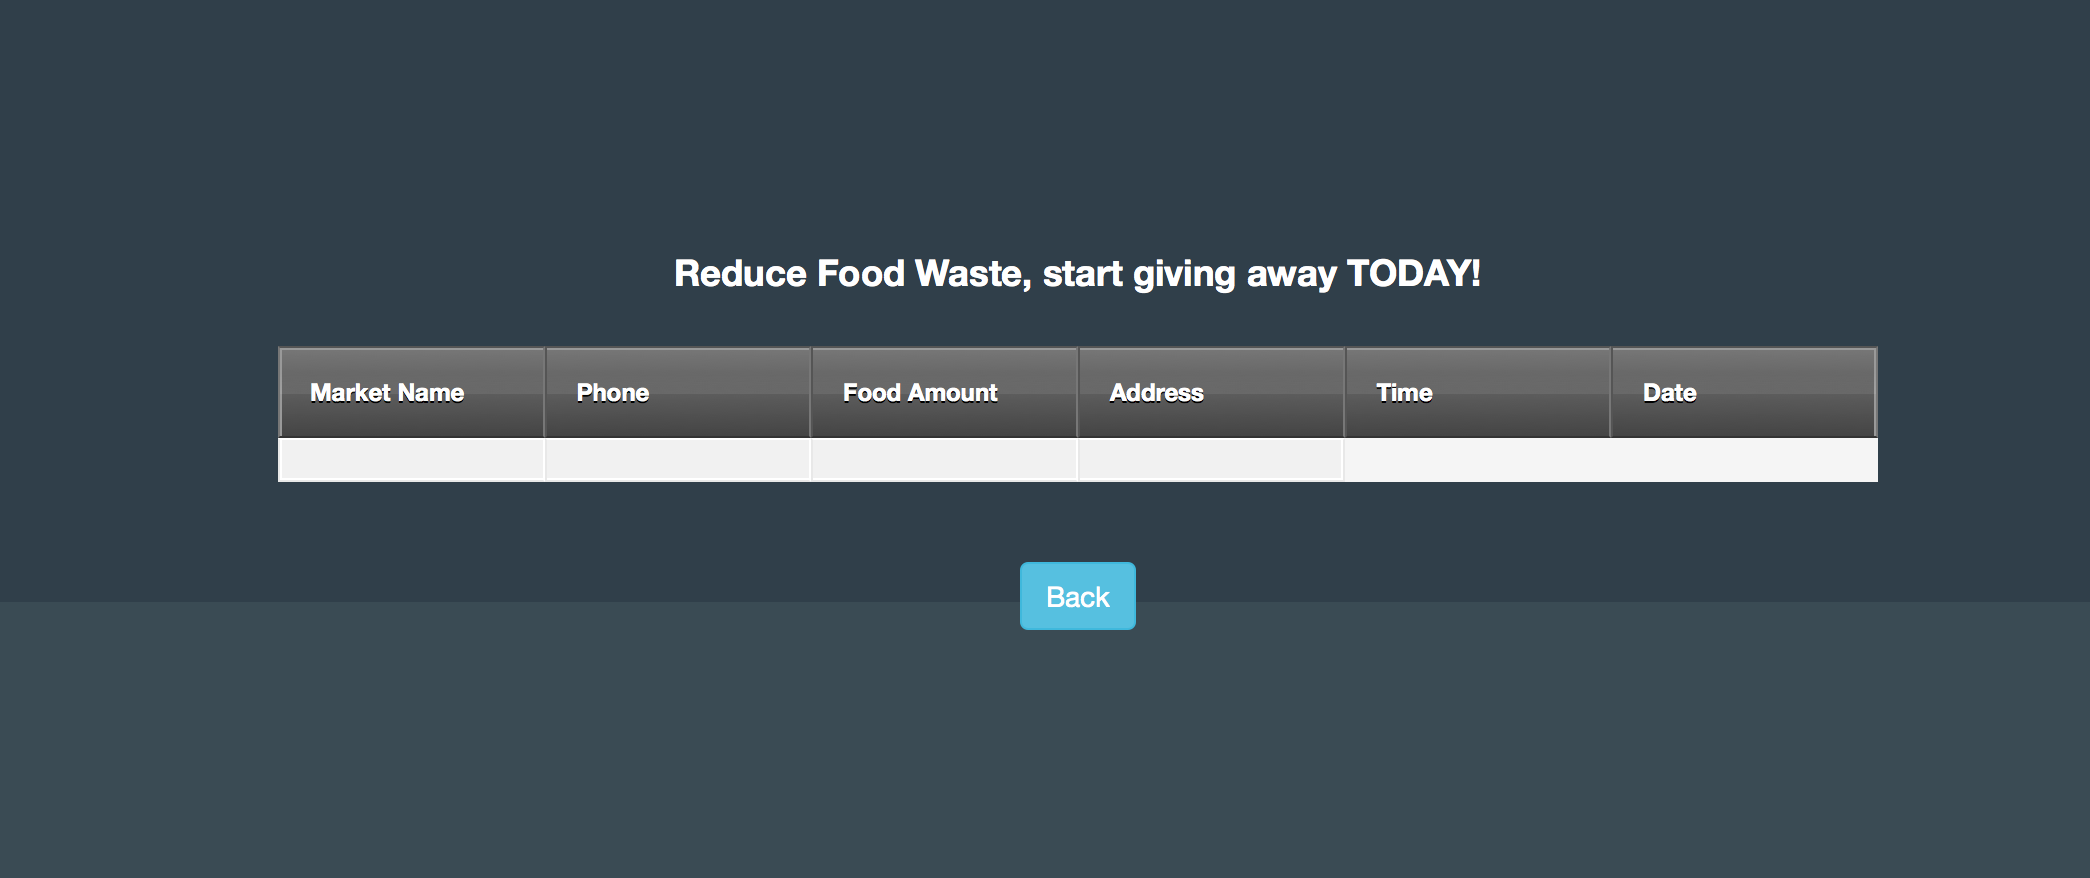 Reduce Food Waste, start giving away TODAY!
Market Name Phone Food Amount Address Time Date
Back